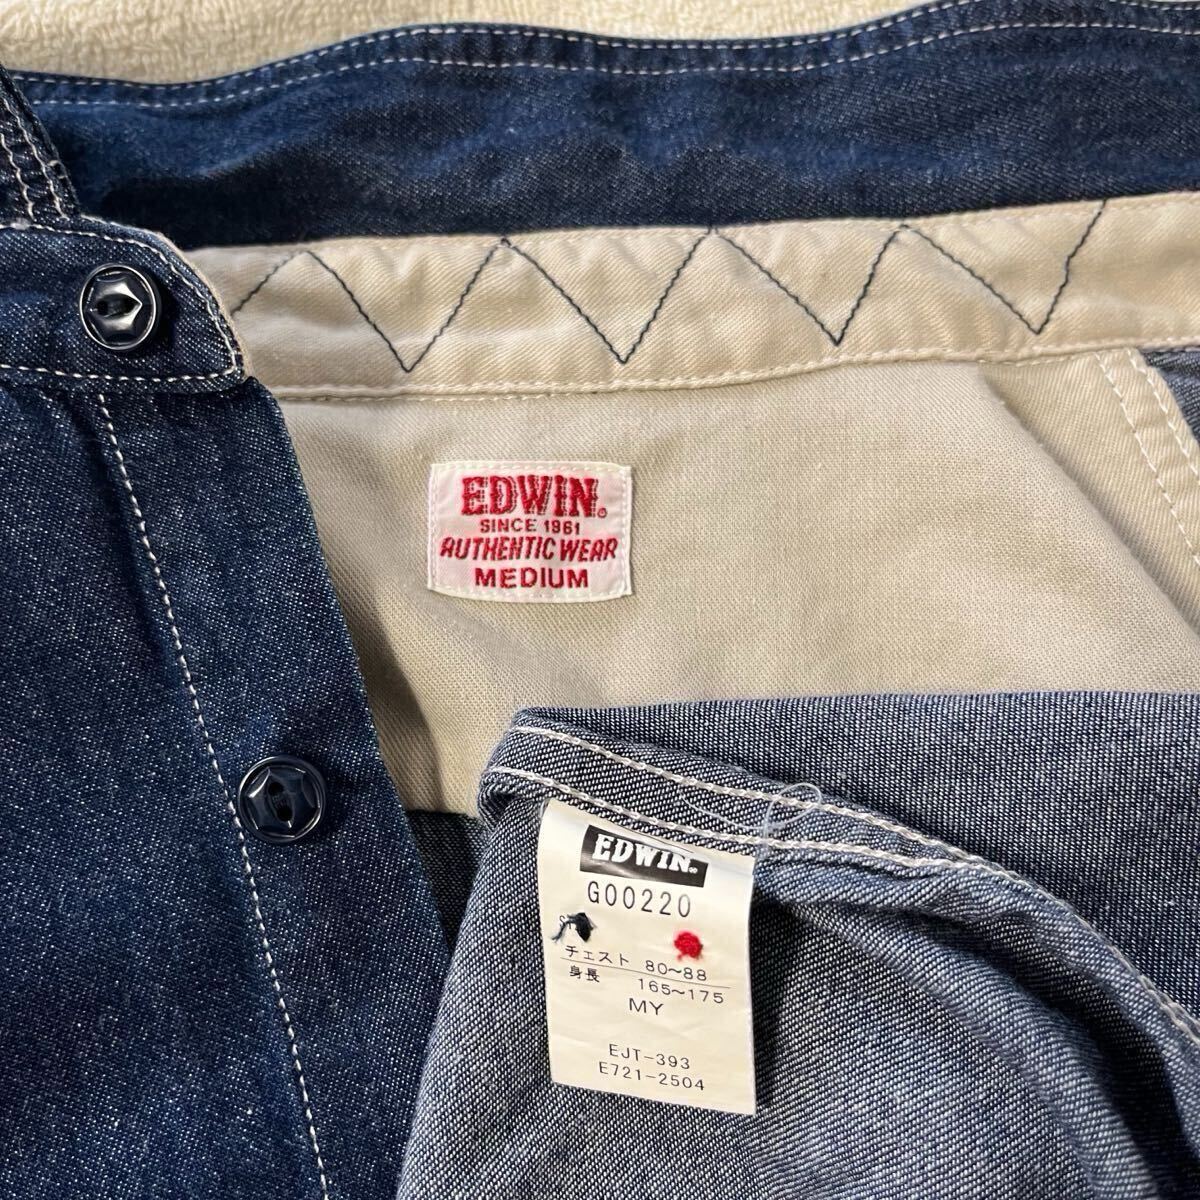 EDWIN®
SINCE 1961
AUTHENTIC WEAR
MEDIUM
EDWIN®
G00220
チェスト 80~88
身長 165~175
MY
EJT-393
E721-2504